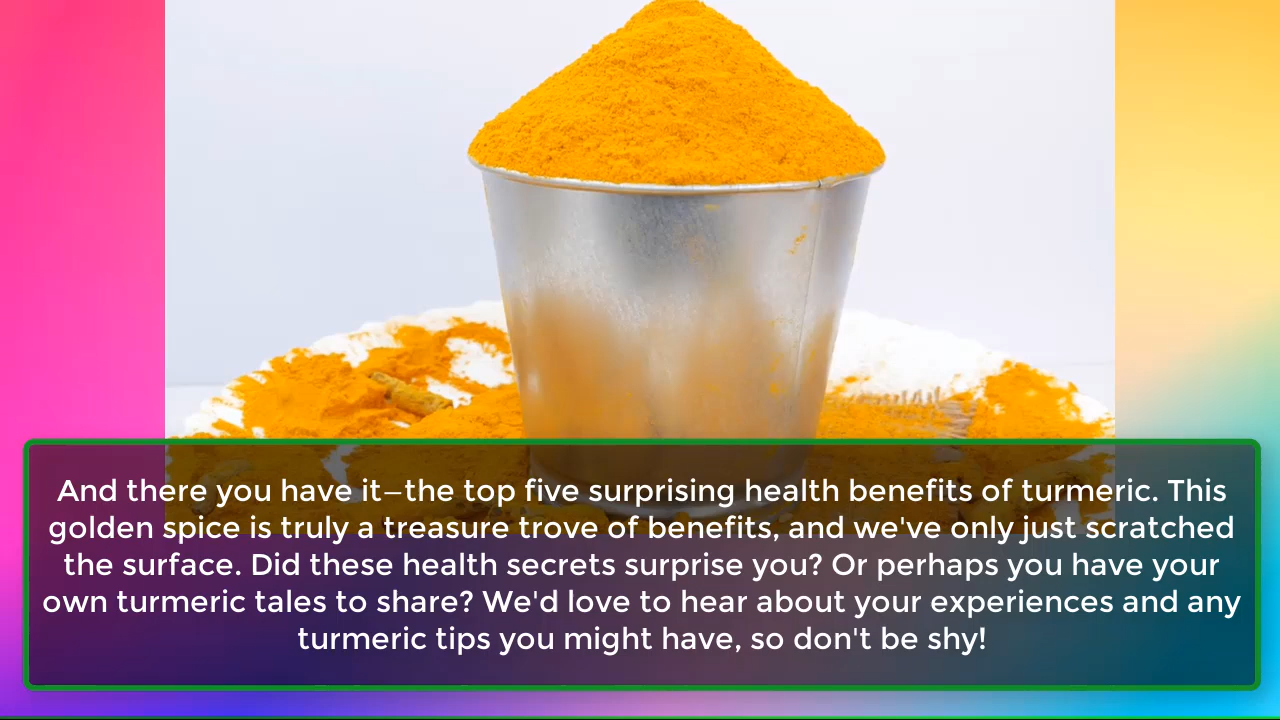 And there you have it—the top five surprising health benefits of turmeric. This
golden spice is truly a treasure trove of benefits, and we've only just scratched
the surface. Did these health secrets surprise you? Or perhaps you have your
own turmeric tales to share? We'd love to hear about your experiences and any
turmeric tips you might have, so don't be shy!